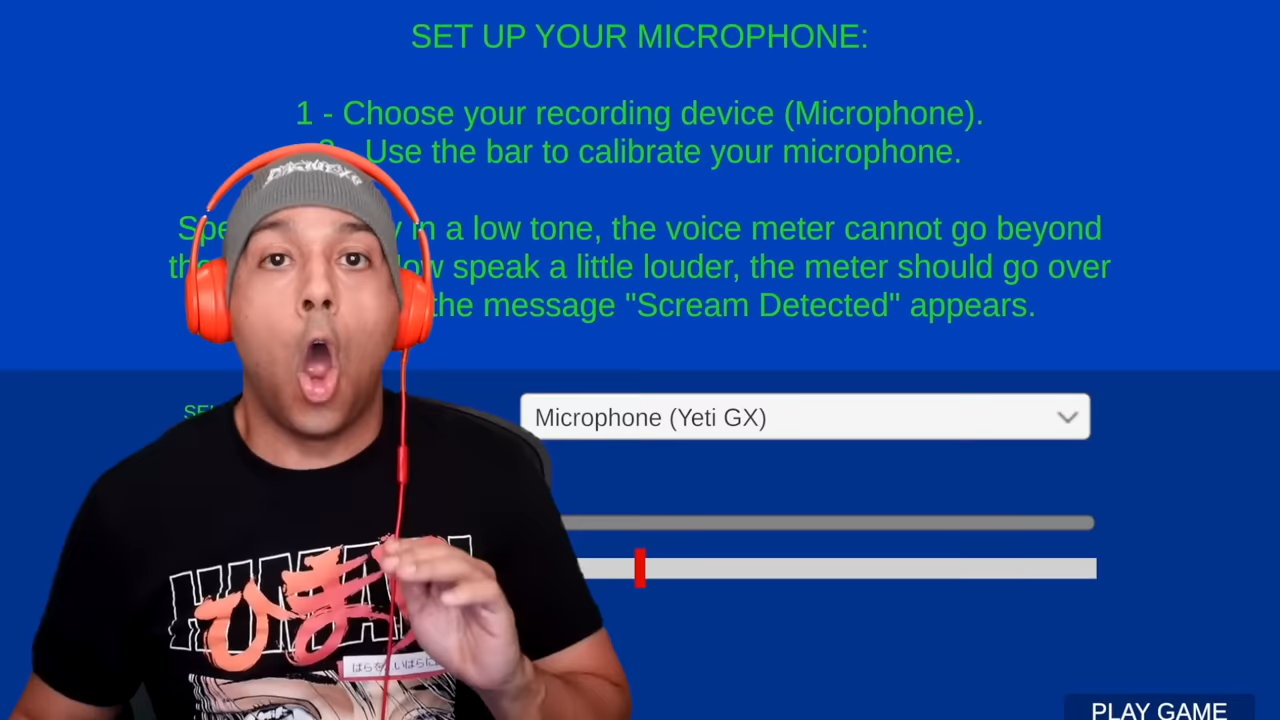 SET UP YOUR MICROPHONE:
1 - Choose your recording device (Microphone).
Use the bar to calibrate your microphone.
in a low tone, the voice meter cannot go beyond
speak a little louder, the meter should go over
the message "Scream Detected" appears.
Microphone (Yeti GX)
ひま
PLAY GAME